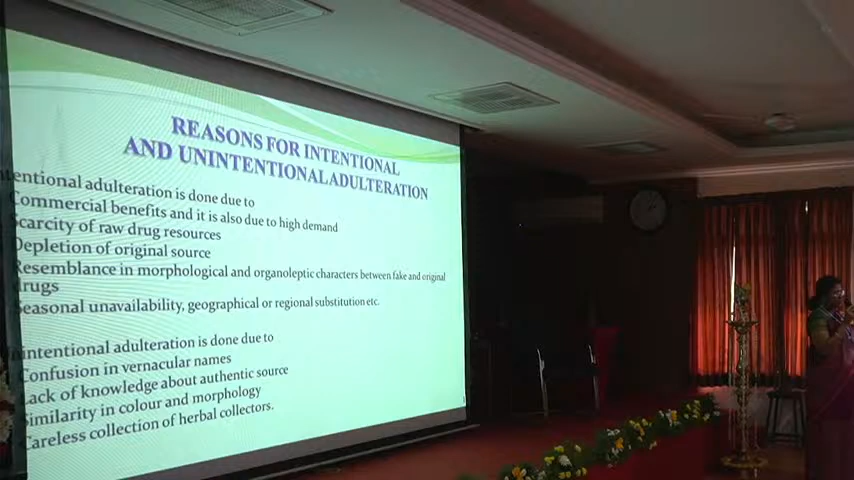 REASONS FOR INTENTIONAL
AND UNINTENTIONAL ADULTERATION
tentional adulteration is done due to
Commercial benefits and it is also due to high demand
Scarcity of raw drug resources
Depletion of original source
Resemblance in morphological and organoleptic characters between fake and original
drugs
Seasonal unavailability, geographical or regional substitution etc.
nintentional adulteration is done due to
Confusion in vernacular names
Lack of knowledge about authentic source
Similarity in colour and morphology
Careless collection of herbal collectors.